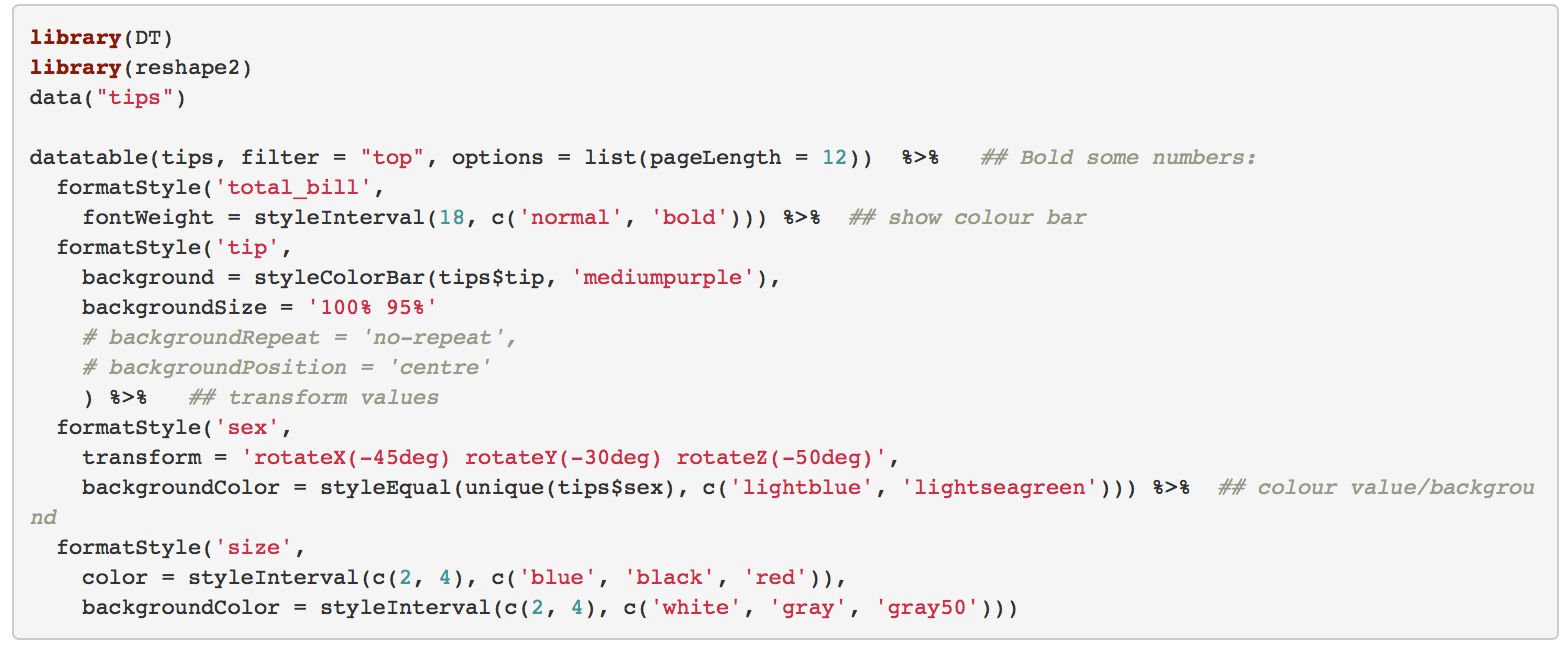 library(DT)
library(reshape2)
data("tips")

datatable(tips, filter = "top", options = list(pageLength = 12))  %>%   ## Bold some numbers:
  formatStyle('total_bill',
    fontWeight = styleInterval(18, c('normal', 'bold'))) %>%  ## show colour bar
  formatStyle('tip',
    background = styleColorBar(tips$tip, 'mediumpurple'),
    backgroundSize = '100% 95%'
    # backgroundRepeat = 'no-repeat',
    # backgroundPosition = 'centre'
    ) %>%   ## transform values
  formatStyle('sex',
    transform = 'rotateX(-45deg) rotateY(-30deg) rotateZ(-50deg)',
    backgroundColor = styleEqual(unique(tips$sex), c('lightblue', 'lightseagreen'))) %>%  ## colour value/backgrou
nd
  formatStyle('size',
    color = styleInterval(c(2, 4), c('blue', 'black', 'red')),
    backgroundColor = styleInterval(c(2, 4), c('white', 'gray', 'gray50')))